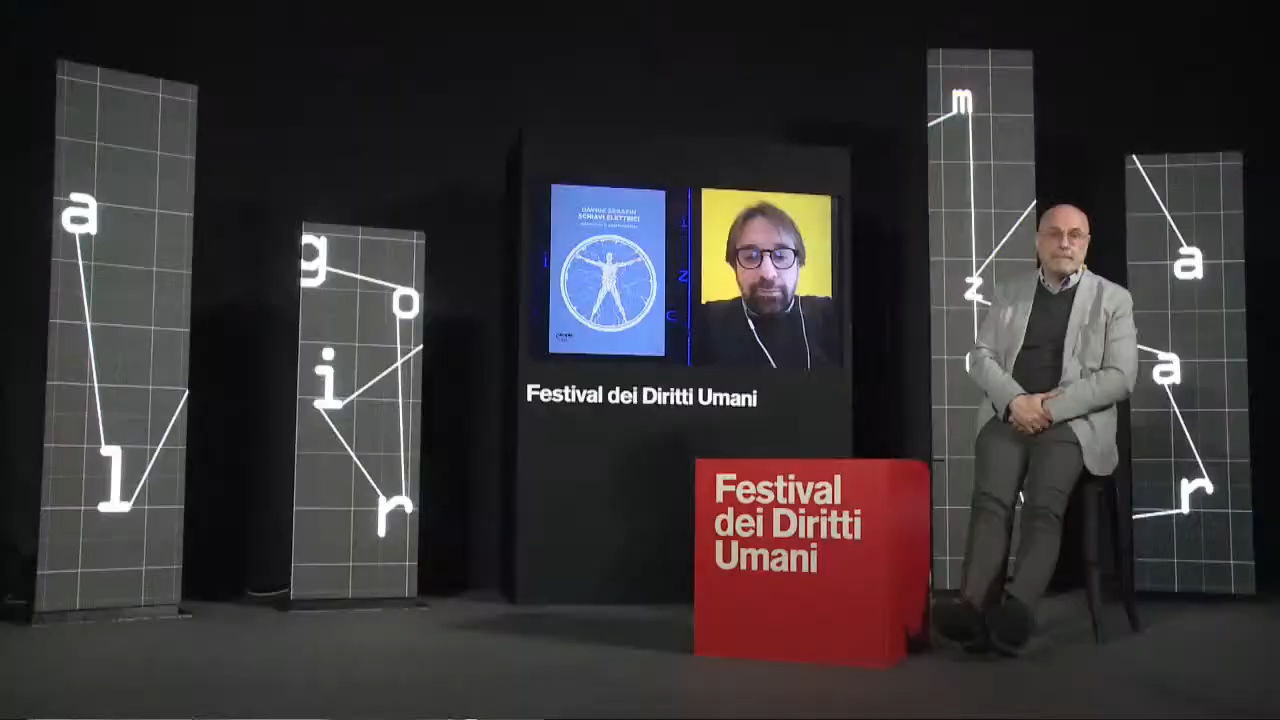 a
l
g
o
i
r
DAVIDE SERAFIN
SCHIAVI ELETTRICI
i
z
c
Festival dei Diritti Umani
Festival
dei Diritti
Umani
m
z
a
a
r